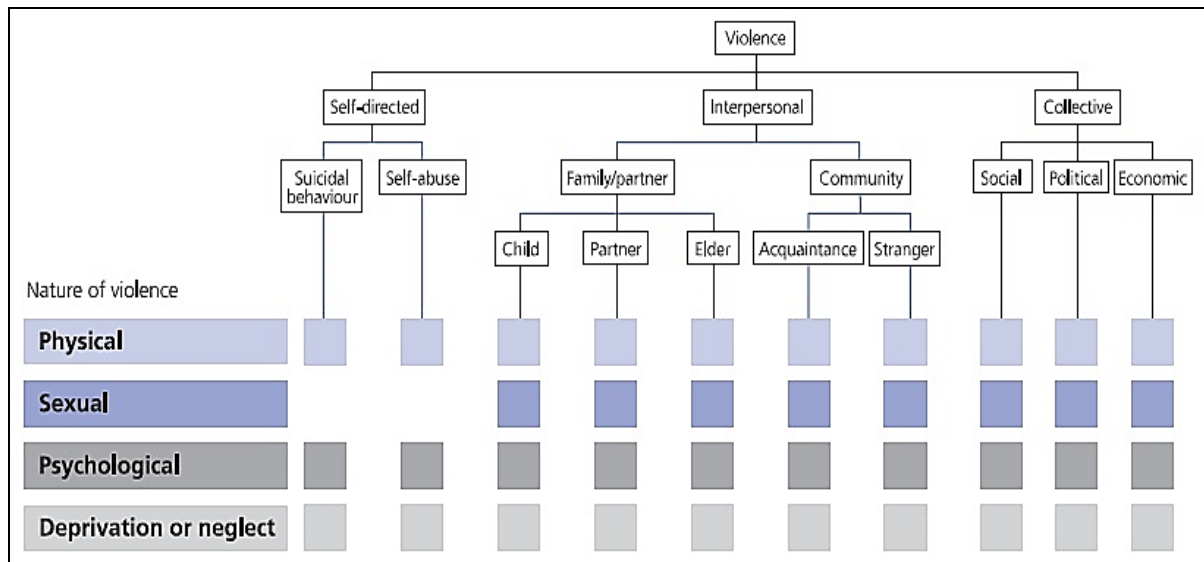 Violence
Self-directed
Interpersonal
Collective
Suicidal
behaviour
Self-abuse
Family/partner
Community
Social
Political
Economic
Child
Partner
Elder
Acquaintance
Stranger
Nature of violence
Physical
Sexual
Psychological
Deprivation or neglect